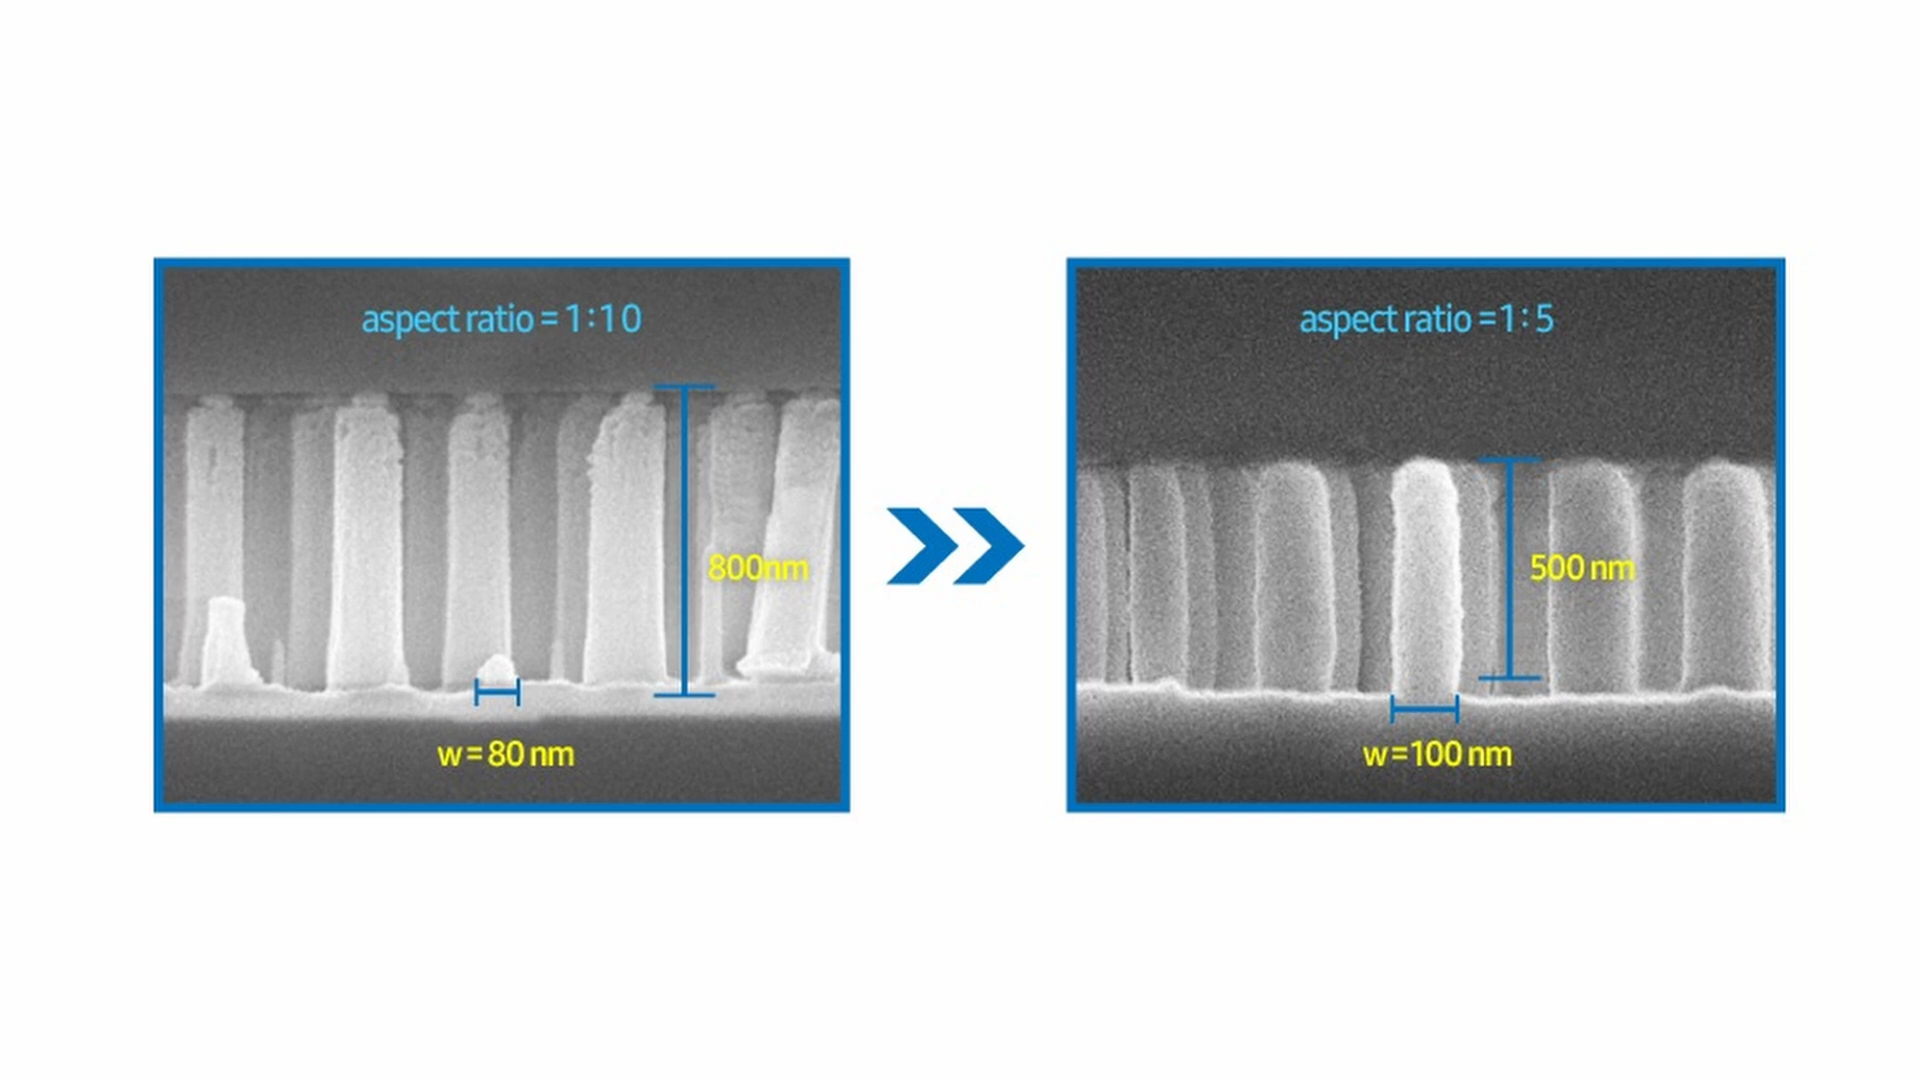 aspect ratio = 1:10
800nm
w = 80 nm
aspect ratio =1:5
500 nm
w=100 nm